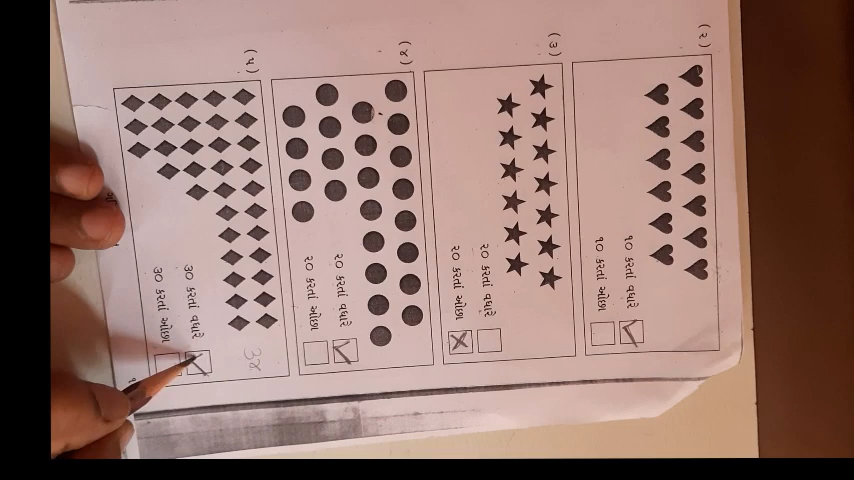 (૨)
૧૦ કરતાં વધારે
૧૦ કરતાં ઓછા
(૩)
૨૦ કરતાં વધારે
૨૦ કરતાં ઓછા
(૪)
૨૦ કરતાં વધારે
૨૦ કરતાં ઓછા
(૫)
૩૦ કરતાં વધારે
૩૦ કરતાં ઓછા